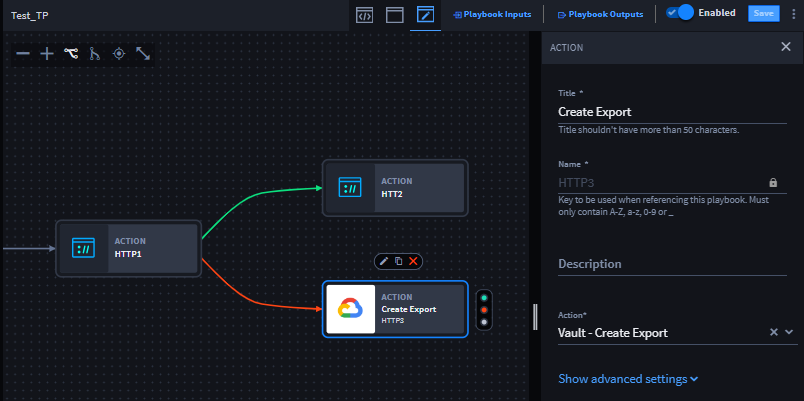 Test_TP
Playbook Inputs
Playbook Outputs
Enabled
Save
ACTION
Title *
Create Export
Title shouldn't have more than 50 characters.
Name *
HTTP3
Key to be used when referencing this playbook. Must
only contain A-Z, a-z, 0-9 or _
Description
Action*
Vault - Create Export
Show advanced settings
ACTION
HTTP1
ACTION
HTT2
ACTION
Create Export
HTTP3